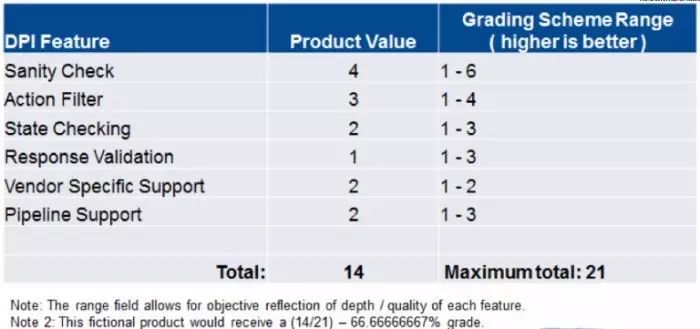 DPI Feature Product Value Grading Scheme Range ( higher is better )
Sanity Check 4 1 - 6
Action Filter 3 1 - 4
State Checking 2 1 - 3
Response Validation 1 1 - 3
Vendor Specific Support 2 1 - 2
Pipeline Support 2 1 - 3
Total: 14 Maximum total: 21
Note: The range field allows for objective reflection of depth / quality of each feature.
Note 2: This fictional product would receive a (14/21) – 66.66666667% grade.